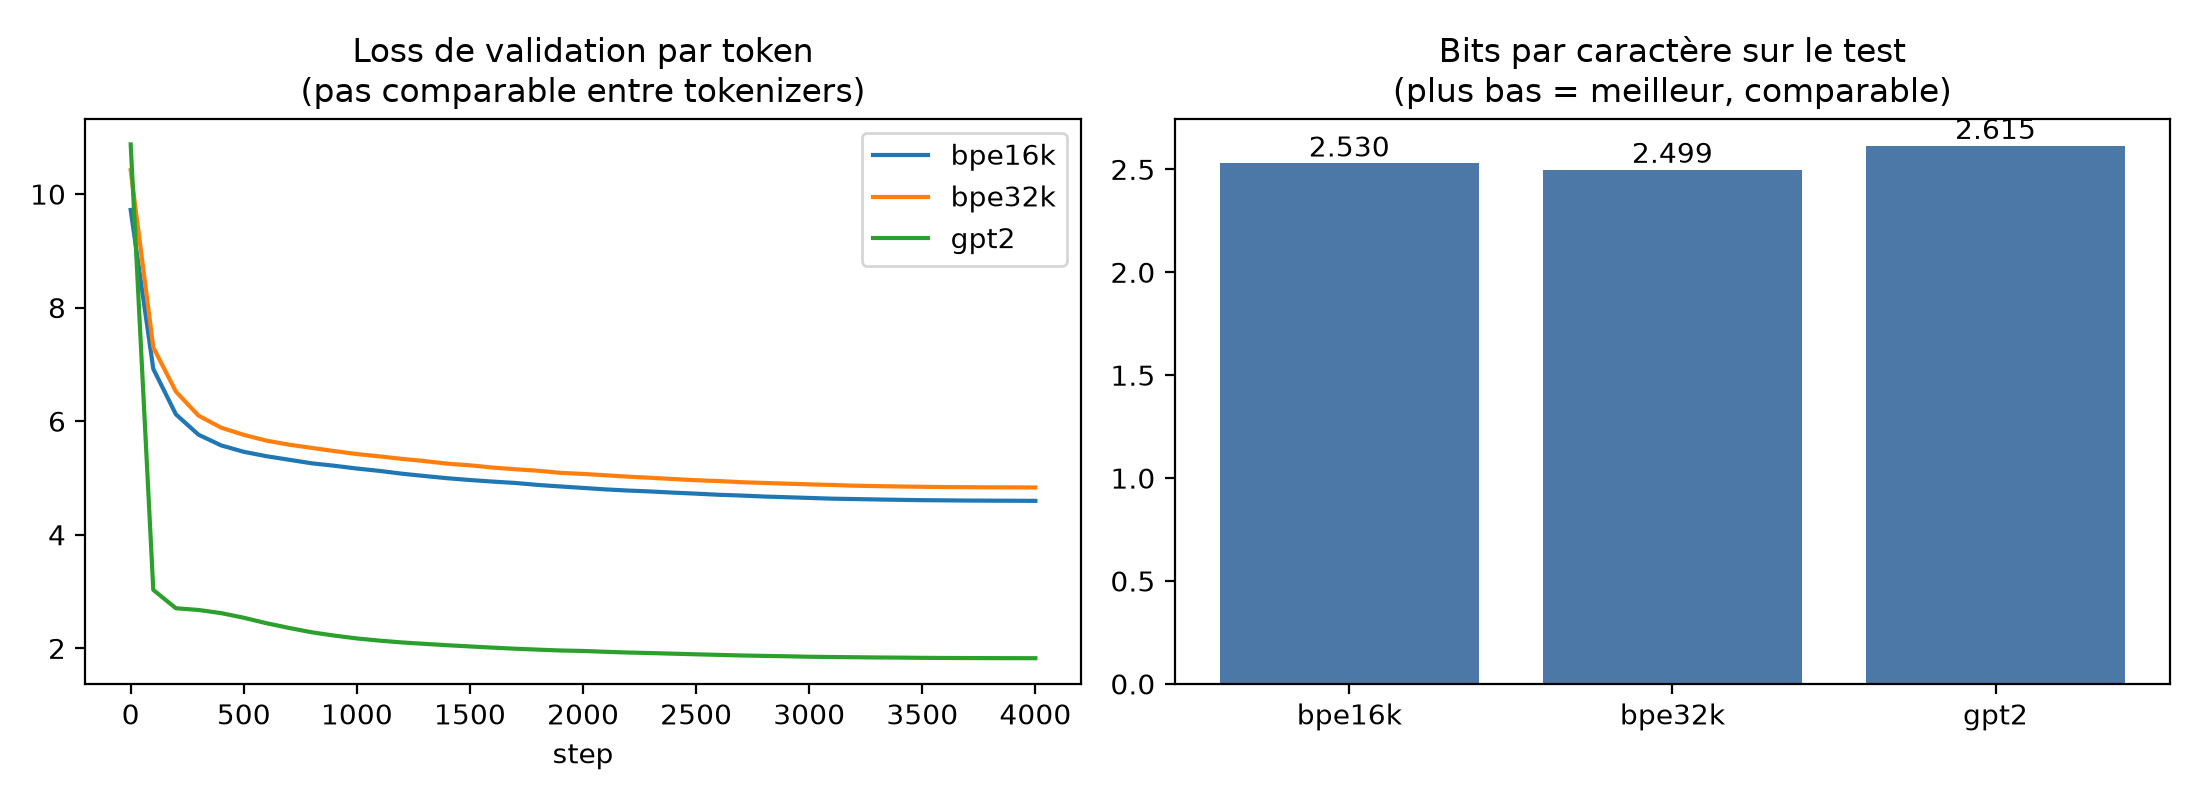 Loss de validation par token
(pas comparable entre tokenizers)
bpe16k
bpe32k
gpt2
10
8
6
4
2
0 500 1000 1500 2000 2500 3000 3500 4000
step
Bits par caractère sur le test
(plus bas = meilleur, comparable)
2.530 2.499 2.615
2.5
2.0
1.5
1.0
0.5
0.0
bpe16k bpe32k gpt2